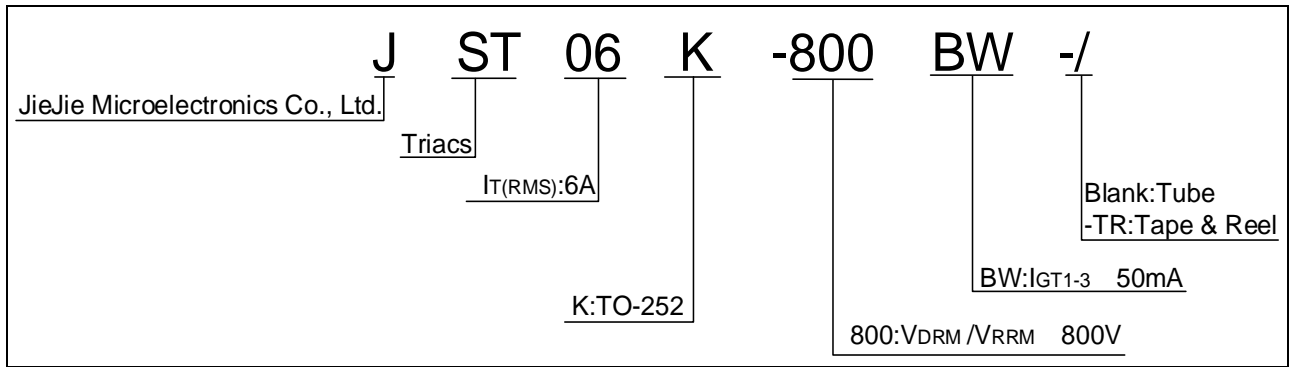 J ST 06 K -800 BW -/
JieJie Microelectronics Co., Ltd.
Triacs
IT(RMS):6A
Blank:Tube
-TR:Tape & Reel
BW:IGT1-3 50mA
K:TO-252
800:VDRM /VRRM 800V